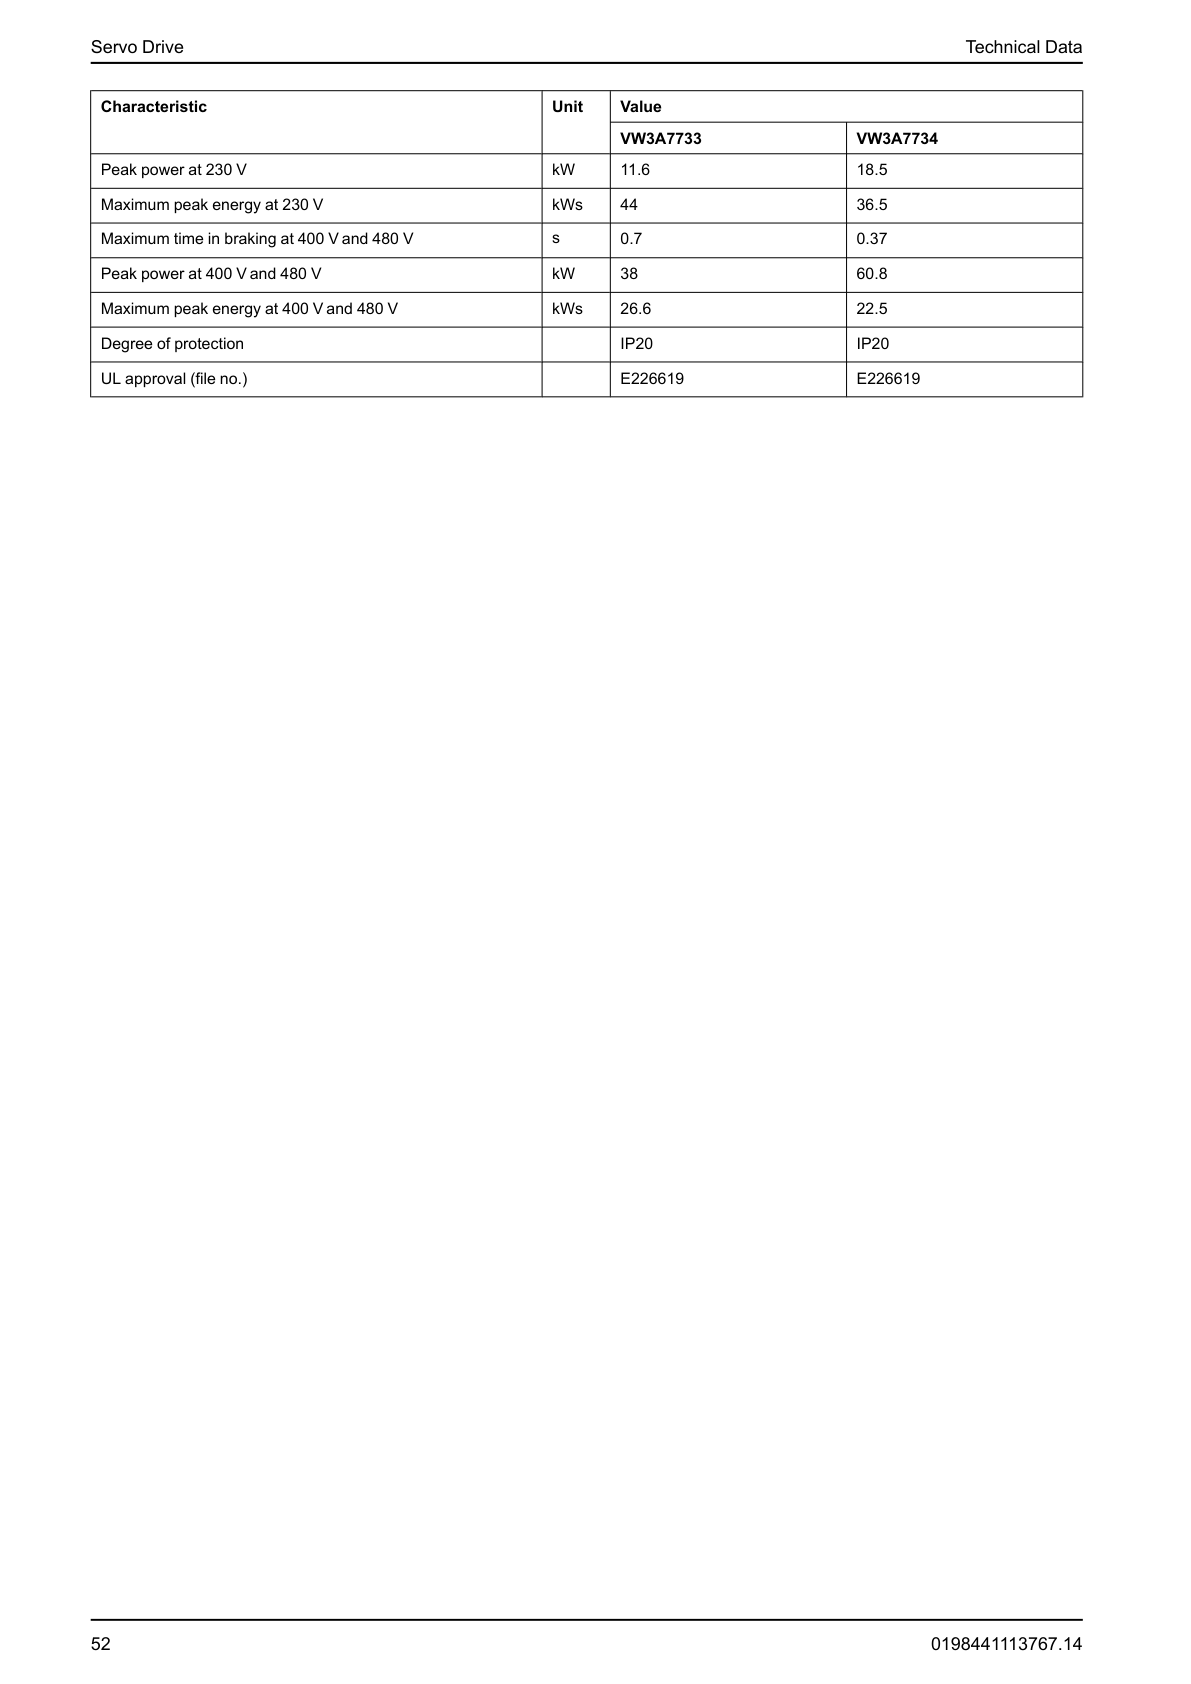 Servo Drive Technical Data
Characteristic Unit Value
VW3A7733 VW3A7734
Peak power at 230 V kW 11.6 18.5
Maximum peak energy at 230 V kWs 44 36.5
Maximum time in braking at 400 V and 480 V s 0.7 0.37
Peak power at 400 V and 480 V kW 38 60.8
Maximum peak energy at 400 V and 480 V kWs 26.6 22.5
Degree of protection IP20 IP20
UL approval (file no.) E226619 E226619
52 0198441113767.14